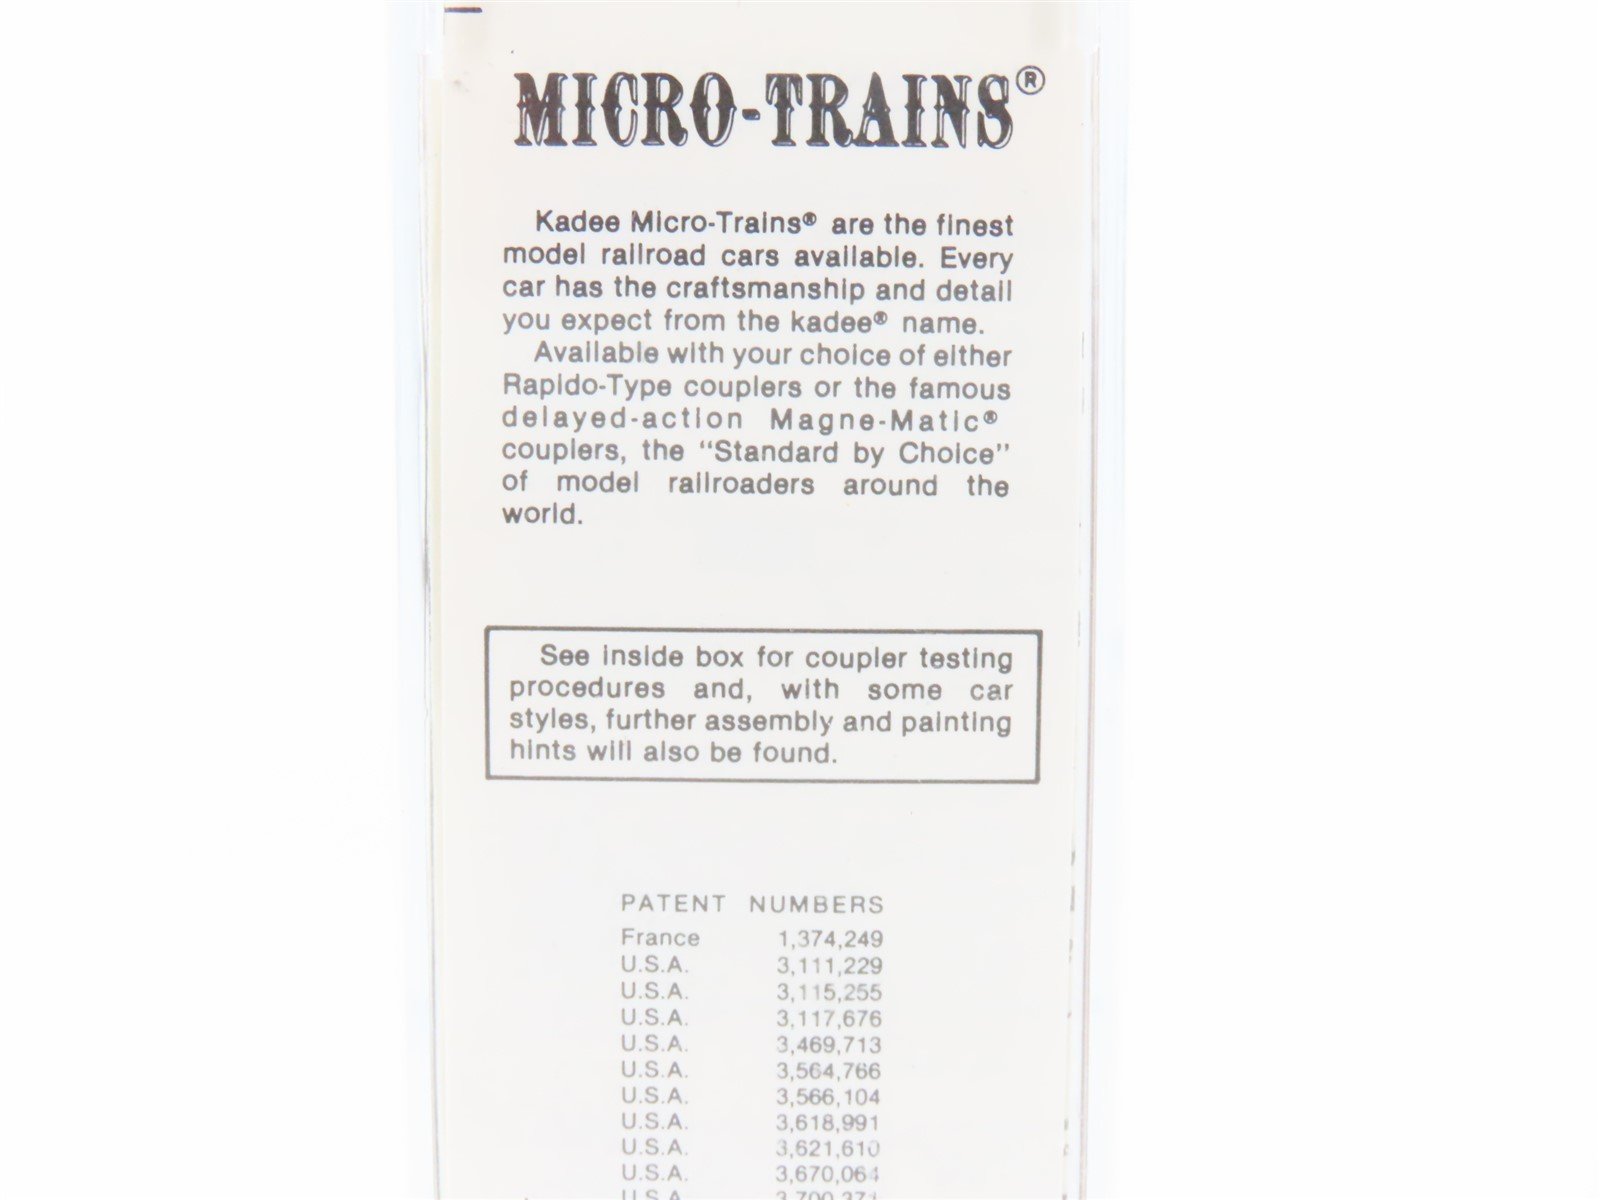 MICRO-TRAINS®
Kadee Micro-Trains® are the finest
model railroad cars available. Every
car has the craftsmanship and detail
you expect from the kadee® name.
Available with your choice of either
Rapido-Type couplers or the famous
delayed-action Magne-Matic®
couplers, the “Standard by Choice”
of model railroaders around the
world.
See inside box for coupler testing
procedures and, with some car
styles, further assembly and painting
hints will also be found.
PATENT NUMBERS
France 1,374,249
U.S.A. 3,111,229
U.S.A. 3,115,255
U.S.A. 3,117,676
U.S.A. 3,469,713
U.S.A. 3,564,766
U.S.A. 3,566,104
U.S.A. 3,618,991
U.S.A. 3,621,610
U.S.A. 3,670,064
U.S.A.